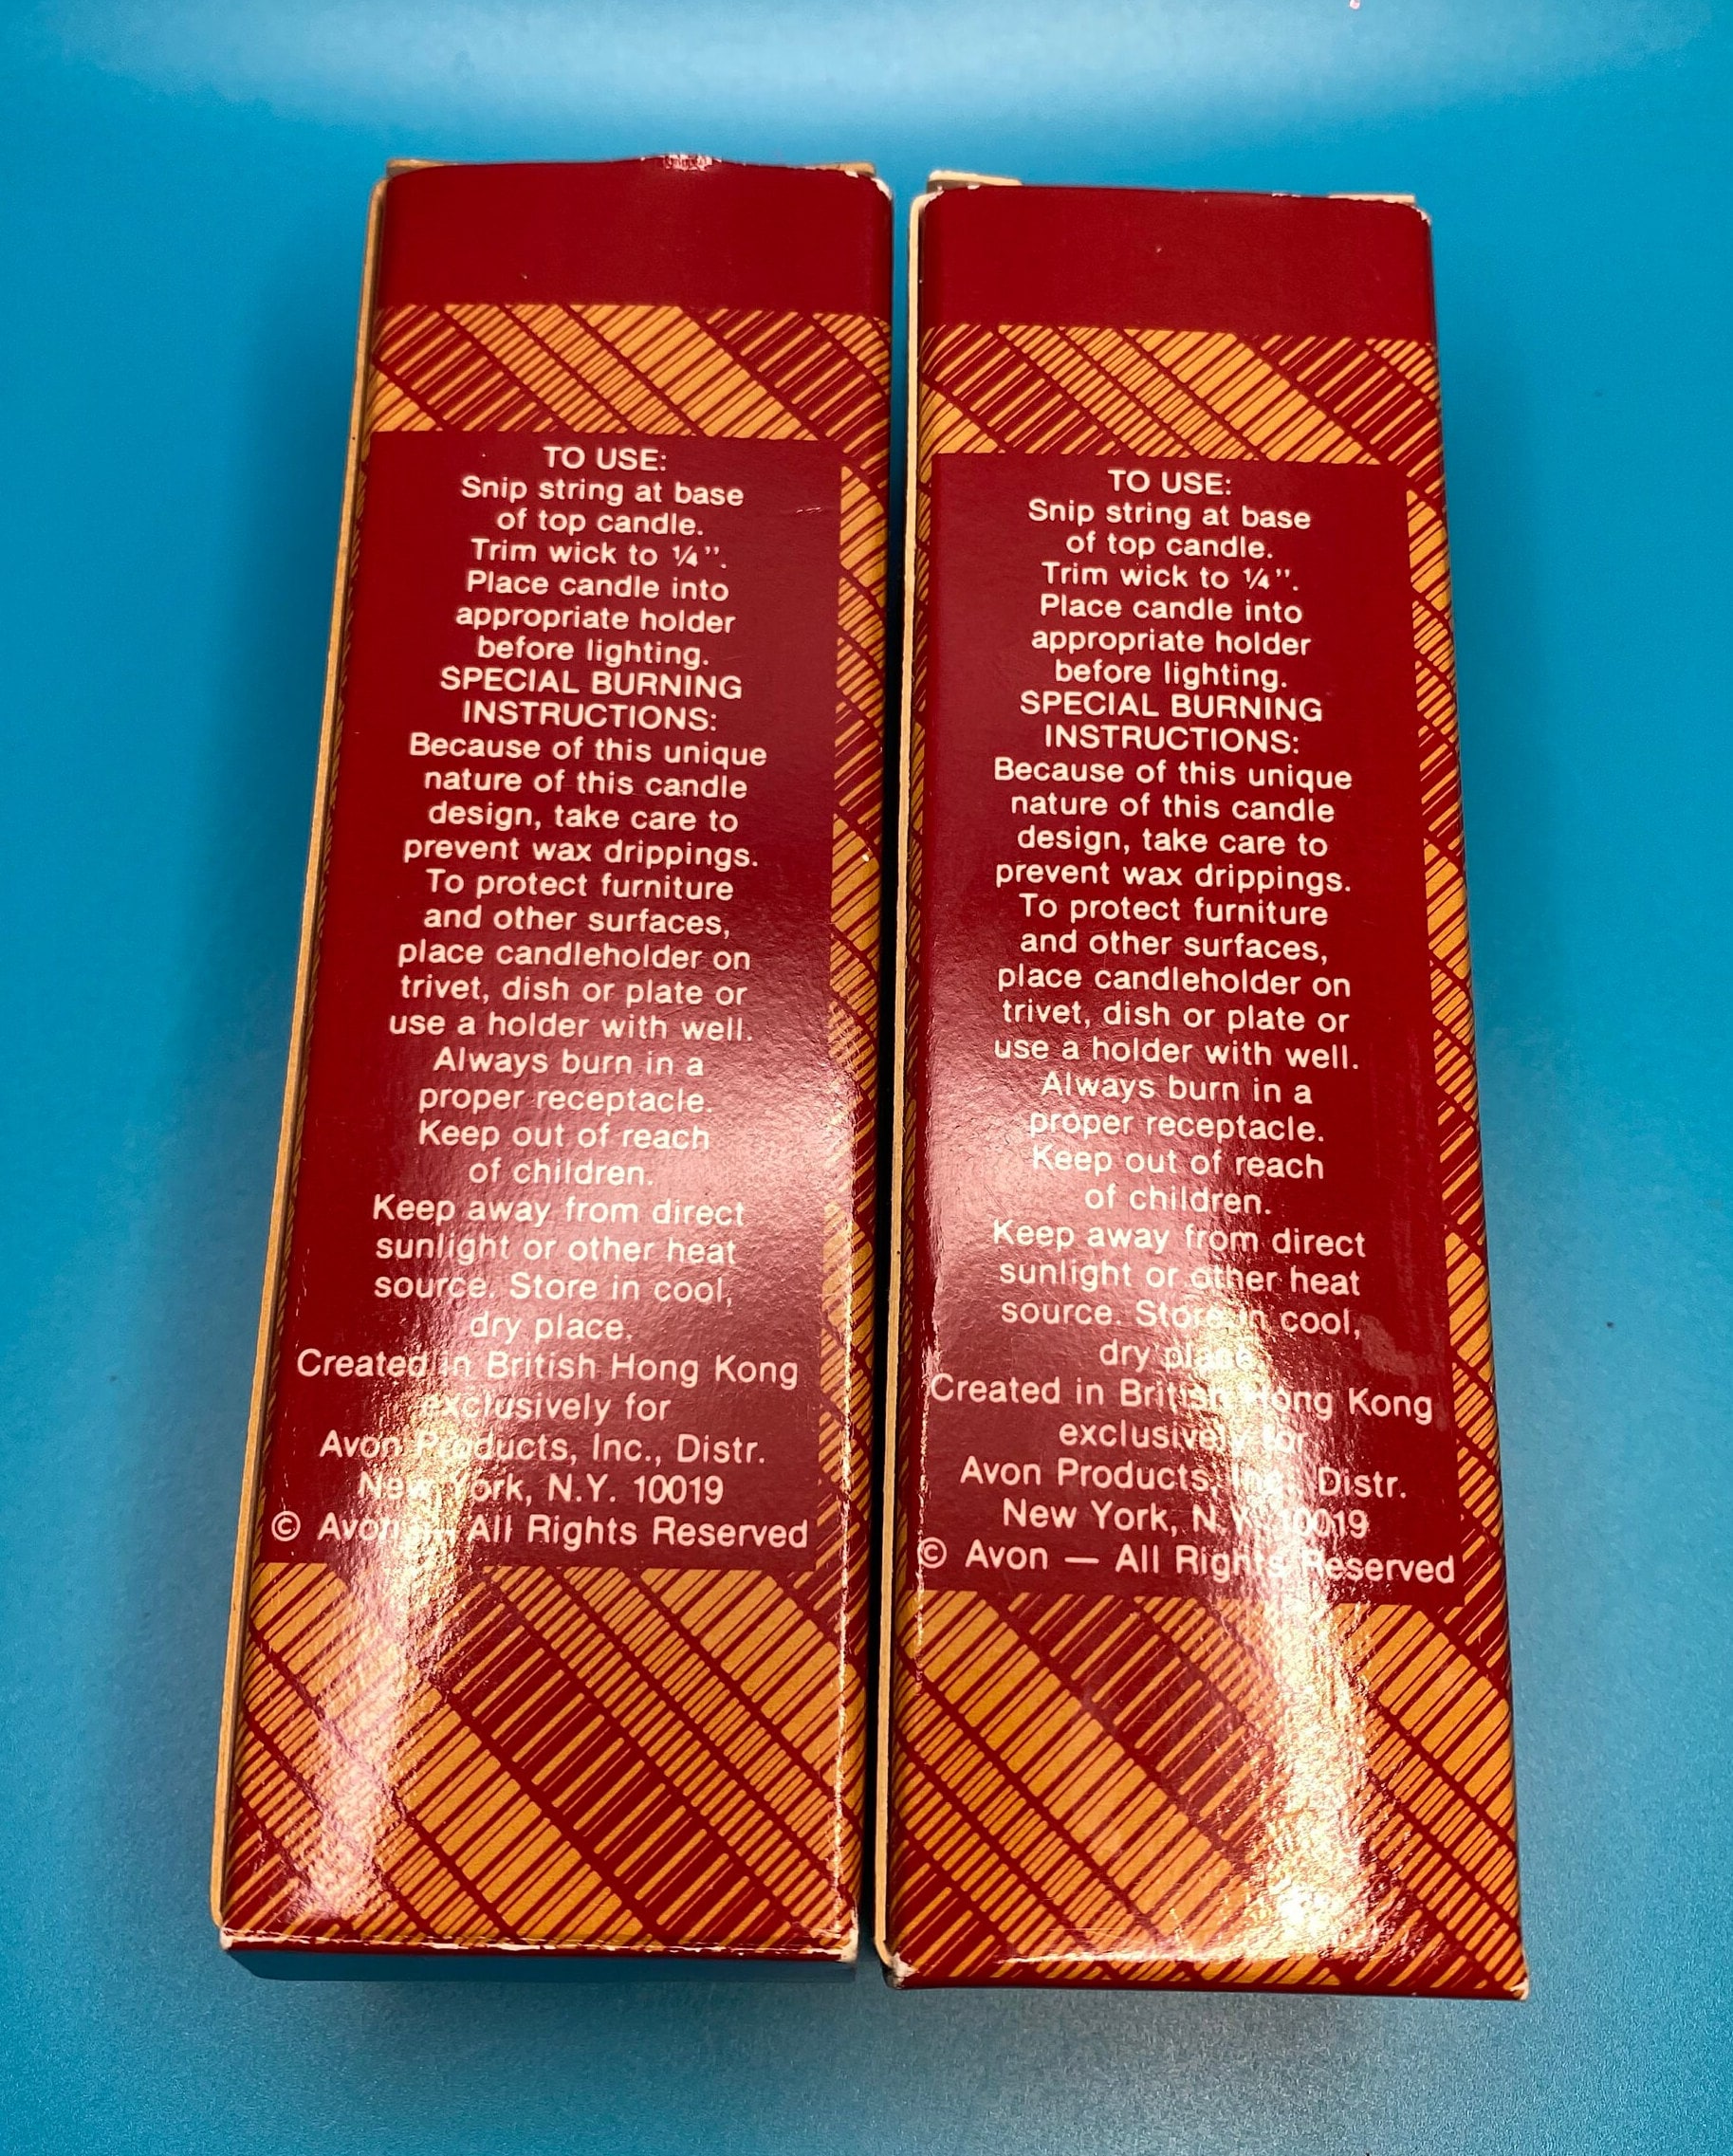 TO USE:
Snip string at base
of top candle.
Trim wick to ¼".
Place candle into
appropriate holder
before lighting.
SPECIAL BURNING
INSTRUCTIONS:
Because of this unique
nature of this candle
design, take care to
prevent wax drippings.
To protect furniture
and other surfaces,
place candleholder on
trivet, dish or plate or
use a holder with well.
Always burn in a
proper receptacle.
Keep out of reach
of children.
Keep away from direct
sunlight or other heat
source. Store in cool,
dry place.
Created in British Hong Kong
exclusively for
Avon Products, Inc., Distr.
New York, N.Y. 10019
© Avon — All Rights Reserved
TO USE:
Snip string at base
of top candle.
Trim wick to ¼".
Place candle into
appropriate holder
before lighting.
SPECIAL BURNING
INSTRUCTIONS:
Because of this unique
nature of this candle
design, take care to
prevent wax drippings.
To protect furniture
and other surfaces,
place candleholder on
trivet, dish or plate or
use a holder with well.
Always burn in a
proper receptacle.
Keep out of reach
of children.
Keep away from direct
sunlight or other heat
source. Store in cool,
dry place.
Created in British Hong Kong
exclusively for
Avon Products, Inc., Distr.
New York, N.Y. 10019
© Avon — All Rights Reserved